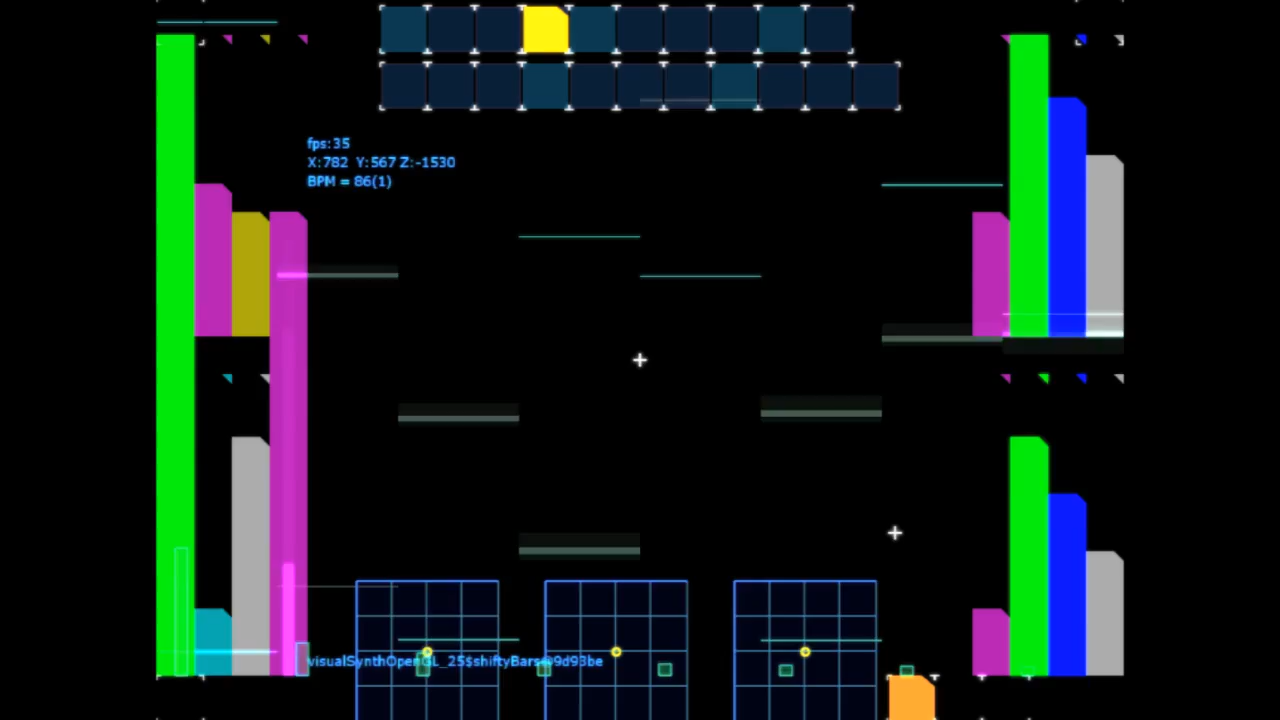 fps:35
X:782 Y:567 Z:-1530
BPM = 86(1)
visualSynthOpenGL_25$shiftyBars@9d93be